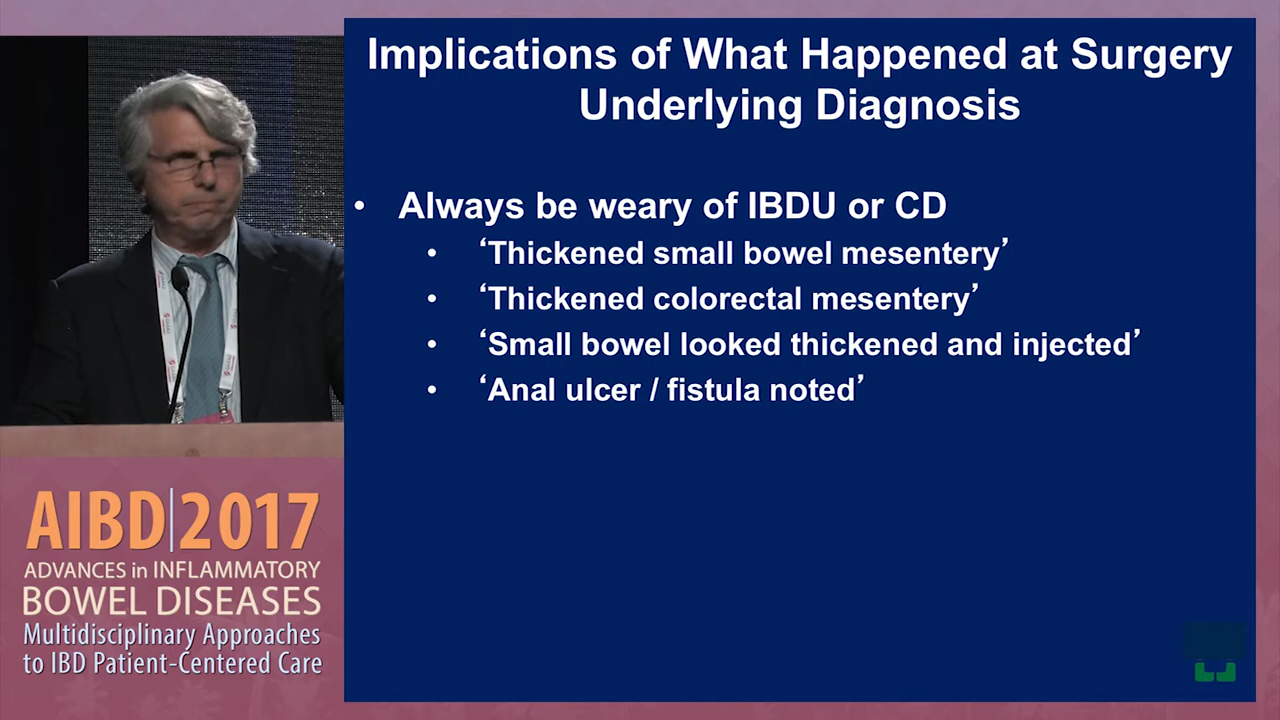 Implications of What Happened at Surgery
Underlying Diagnosis
• Always be weary of IBDU or CD
• ‘Thickened small bowel mesentery’
• ‘Thickened colorectal mesentery’
• ‘Small bowel looked thickened and injected’
• ‘Anal ulcer / fistula noted’
AIBD|2017
ADVANCES in INFLAMMATORY
BOWEL DISEASES
Multidisciplinary Approaches
to IBD Patient-Centered Care